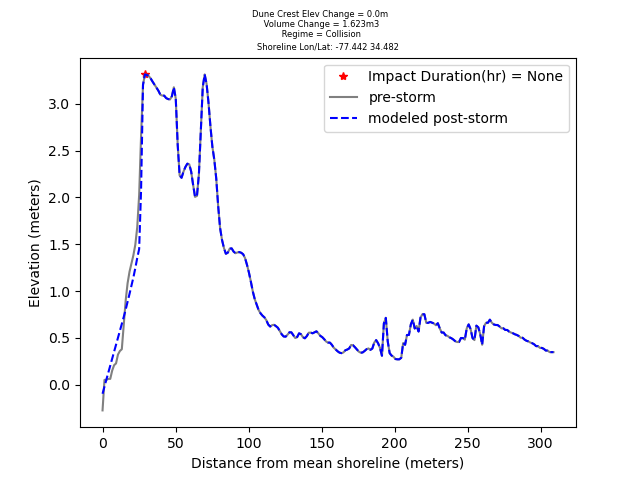 Dune Crest Elev Change = 0.0m
Volume Change = 1.623m3
Regime = Collision
Shoreline Lon/Lat: -77.442 34.482
Impact Duration(hr) = None
pre-storm
modeled post-storm
Elevation (meters)
3.0
2.5
2.0
1.5
1.0
0.5
0.0
0 50 100 150 200 250 300
Distance from mean shoreline (meters)